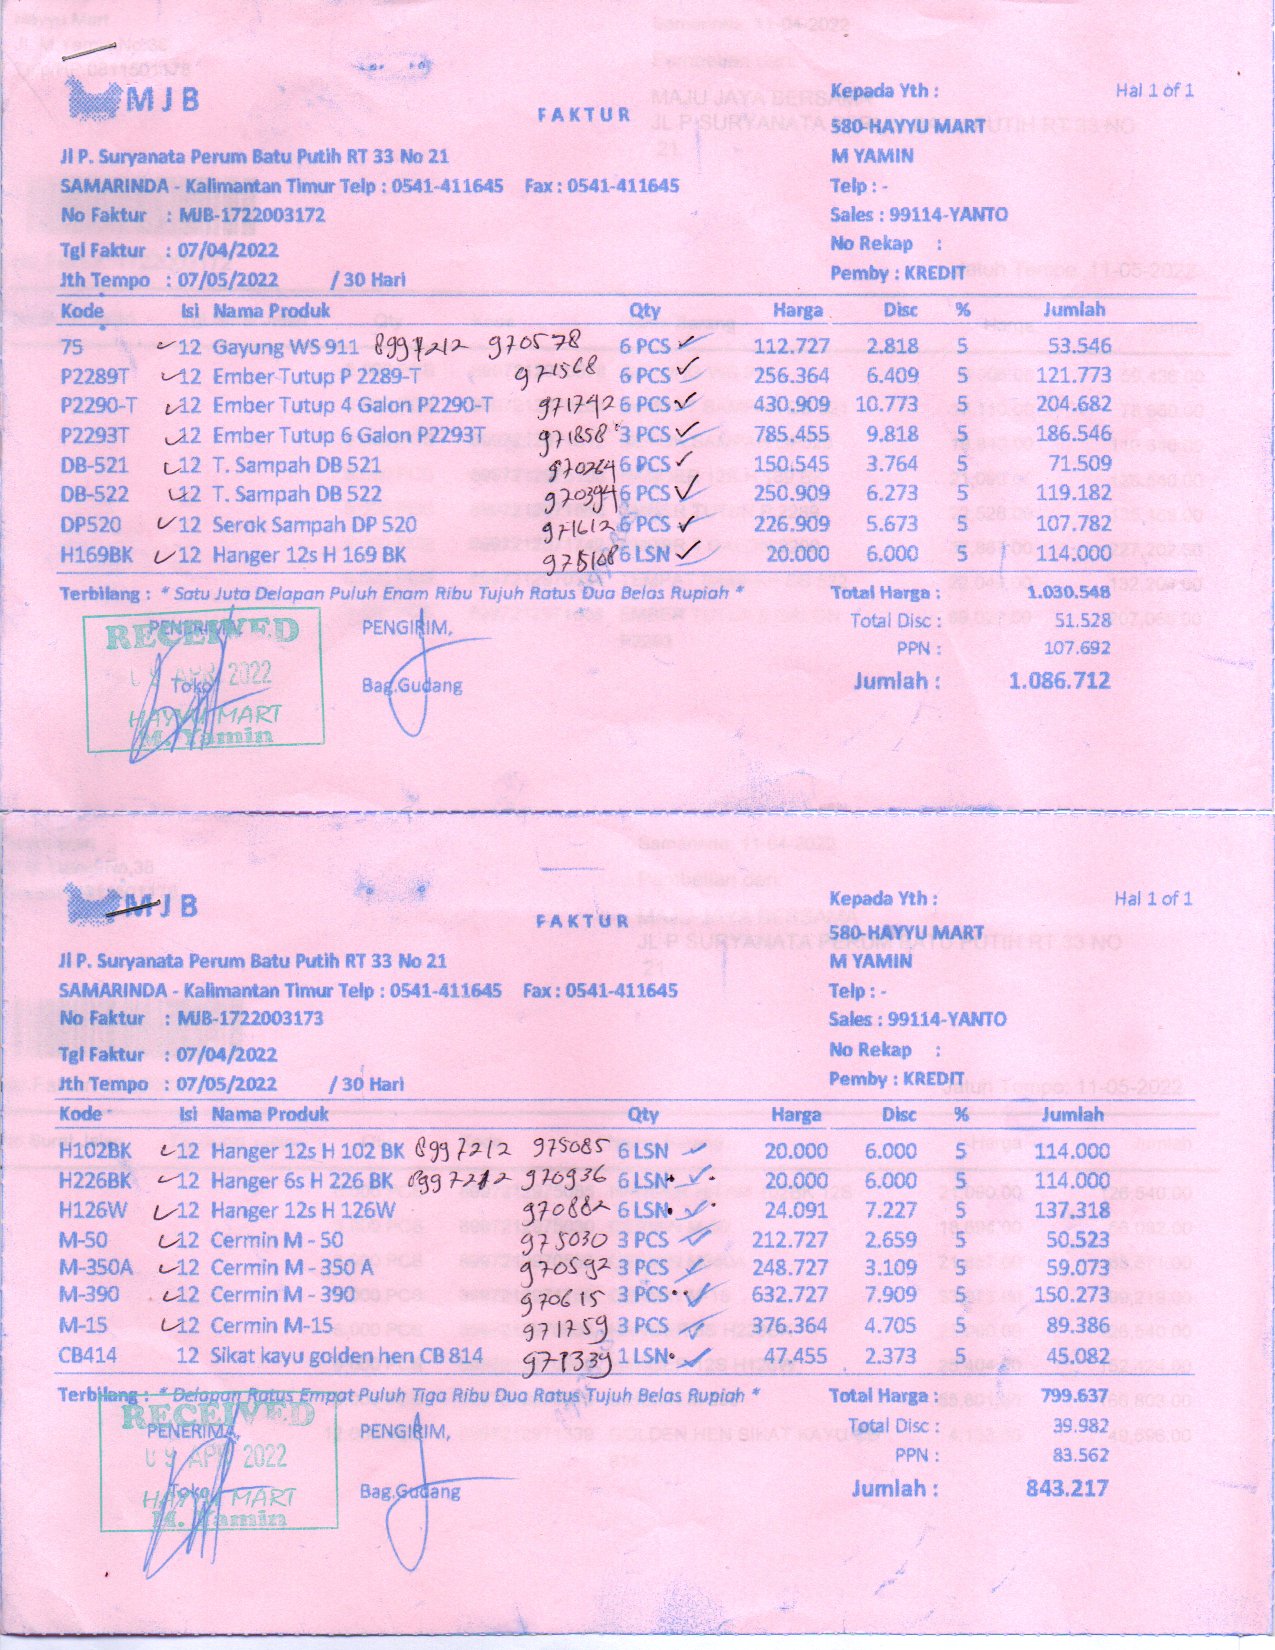 MJB
FAKTUR
Kepada Yth :
Hal 1 of 1
580-HAYYU MART
Jl P. Suryanata Perum Batu Putih RT 33 No 21
M YAMIN
SAMARINDA - Kalimantan Timur Telp : 0541-411645 Fax : 0541-411645
Telp : -
No Faktur : MJB-1722003172
Sales : 99114-YANTO
Tgl Faktur : 07/04/2022
No Rekap :
Jth Tempo : 07/05/2022 / 30 Hari
Pemby : KREDIT
Kode Isi Nama Produk Qty Harga Disc % Jumlah
75 12 Gayung WS 911 8997212 970578 6 PCS 112.727 2.818 5 53.546
P2289T 12 Ember Tutup P 2289-T 971568 6 PCS 256.364 6.409 5 121.773
P2290-T 12 Ember Tutup 4 Galon P2290-T 971742 6 PCS 430.909 10.773 5 204.682
P2293T 12 Ember Tutup 6 Galon P2293T 971858 3 PCS 785.455 9.818 5 186.546
DB-521 12 T. Sampah DB 521 970264 6 PCS 150.545 3.764 5 71.509
DB-522 12 T. Sampah DB 522 970394 6 PCS 250.909 6.273 5 119.182
DP520 12 Serok Sampah DP 520 971612 6 PCS 226.909 5.673 5 107.782
H169BK 12 Hanger 12s H 169 BK 975108 6 LSN 20.000 6.000 5 114.000
Terbilang : * Satu Juta Delapan Puluh Enam Ribu Tujuh Ratus Dua Belas Rupiah *
Total Harga : 1.030.548
Total Disc : 51.528
PENERIMA, PENGIRIM,
RECEIVED
PPN : 107.692
APR 2022
Toko Bag.Gudang
Jumlah : 1.086.712
HAYYU MART
M. Yamin
MJB
FAKTUR
Kepada Yth :
Hal 1 of 1
580-HAYYU MART
Jl P. Suryanata Perum Batu Putih RT 33 No 21
M YAMIN
SAMARINDA - Kalimantan Timur Telp : 0541-411645 Fax : 0541-411645
Telp : -
No Faktur : MJB-1722003173
Sales : 99114-YANTO
Tgl Faktur : 07/04/2022
No Rekap :
Jth Tempo : 07/05/2022 / 30 Hari
Pemby : KREDIT
Kode Isi Nama Produk Qty Harga Disc % Jumlah
H102BK 12 Hanger 12s H 102 BK 8997212 975085 6 LSN 20.000 6.000 5 114.000
H226BK 12 Hanger 6s H 226 BK 8997212 970936 6 LSN 20.000 6.000 5 114.000
H126W 12 Hanger 12s H 126W 970882 6 LSN 24.091 7.227 5 137.318
M-50 12 Cermin M - 50 975030 3 PCS 212.727 2.659 5 50.523
M-350A 12 Cermin M - 350 A 970592 3 PCS 248.727 3.109 5 59.073
M-390 12 Cermin M - 390 970615 3 PCS 632.727 7.909 5 150.273
M-15 12 Cermin M-15 971759 3 PCS 376.364 4.705 5 89.386
CB414 12 Sikat kayu golden hen CB 814 971339 1 LSN 47.455 2.373 5 45.082
Terbilang : * Delapan Ratus Empat Puluh Tiga Ribu Dua Ratus Tujuh Belas Rupiah *
Total Harga : 799.637
RECEIVED
Total Disc : 39.982
PENERIMA, PENGIRIM,
PPN : 83.562
09 APR 2022
Toko Bag.Gudang
Jumlah : 843.217
HAYYU MART
M. Yamin